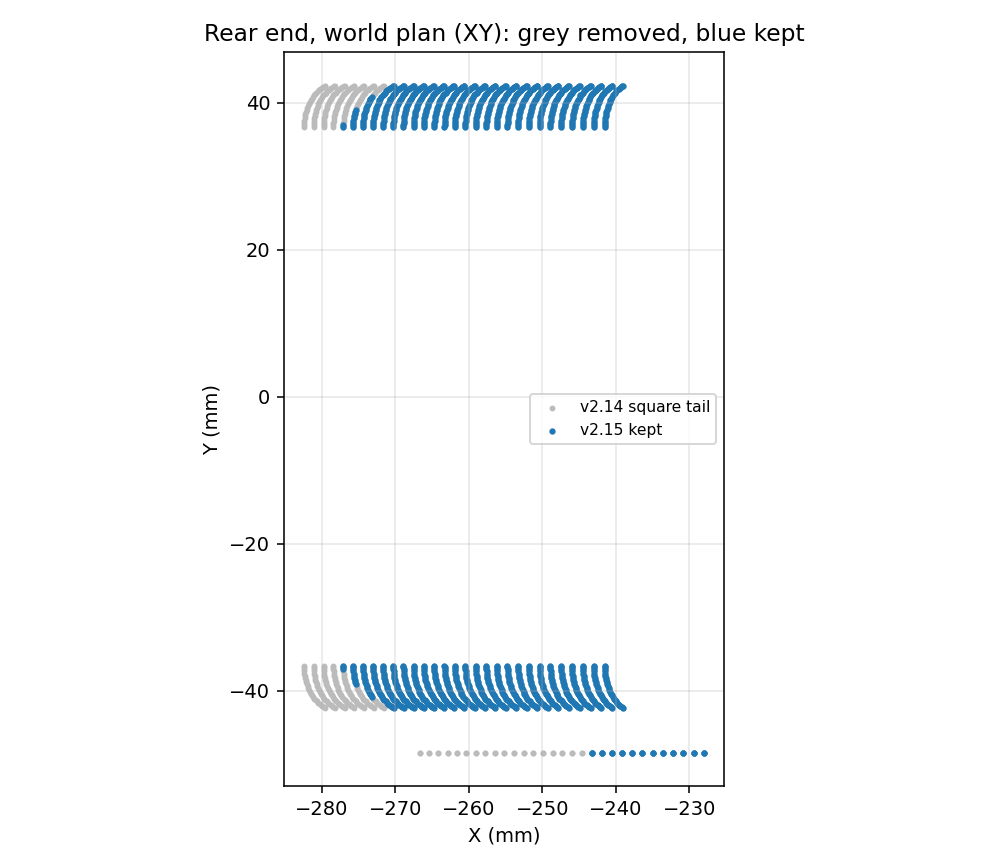 Rear end, world plan (XY): grey removed, blue kept
40
20
0
−20
−40
Y (mm)
v2.14 square tail
v2.15 kept
−280
−270
−260
−250
−240
−230
X (mm)